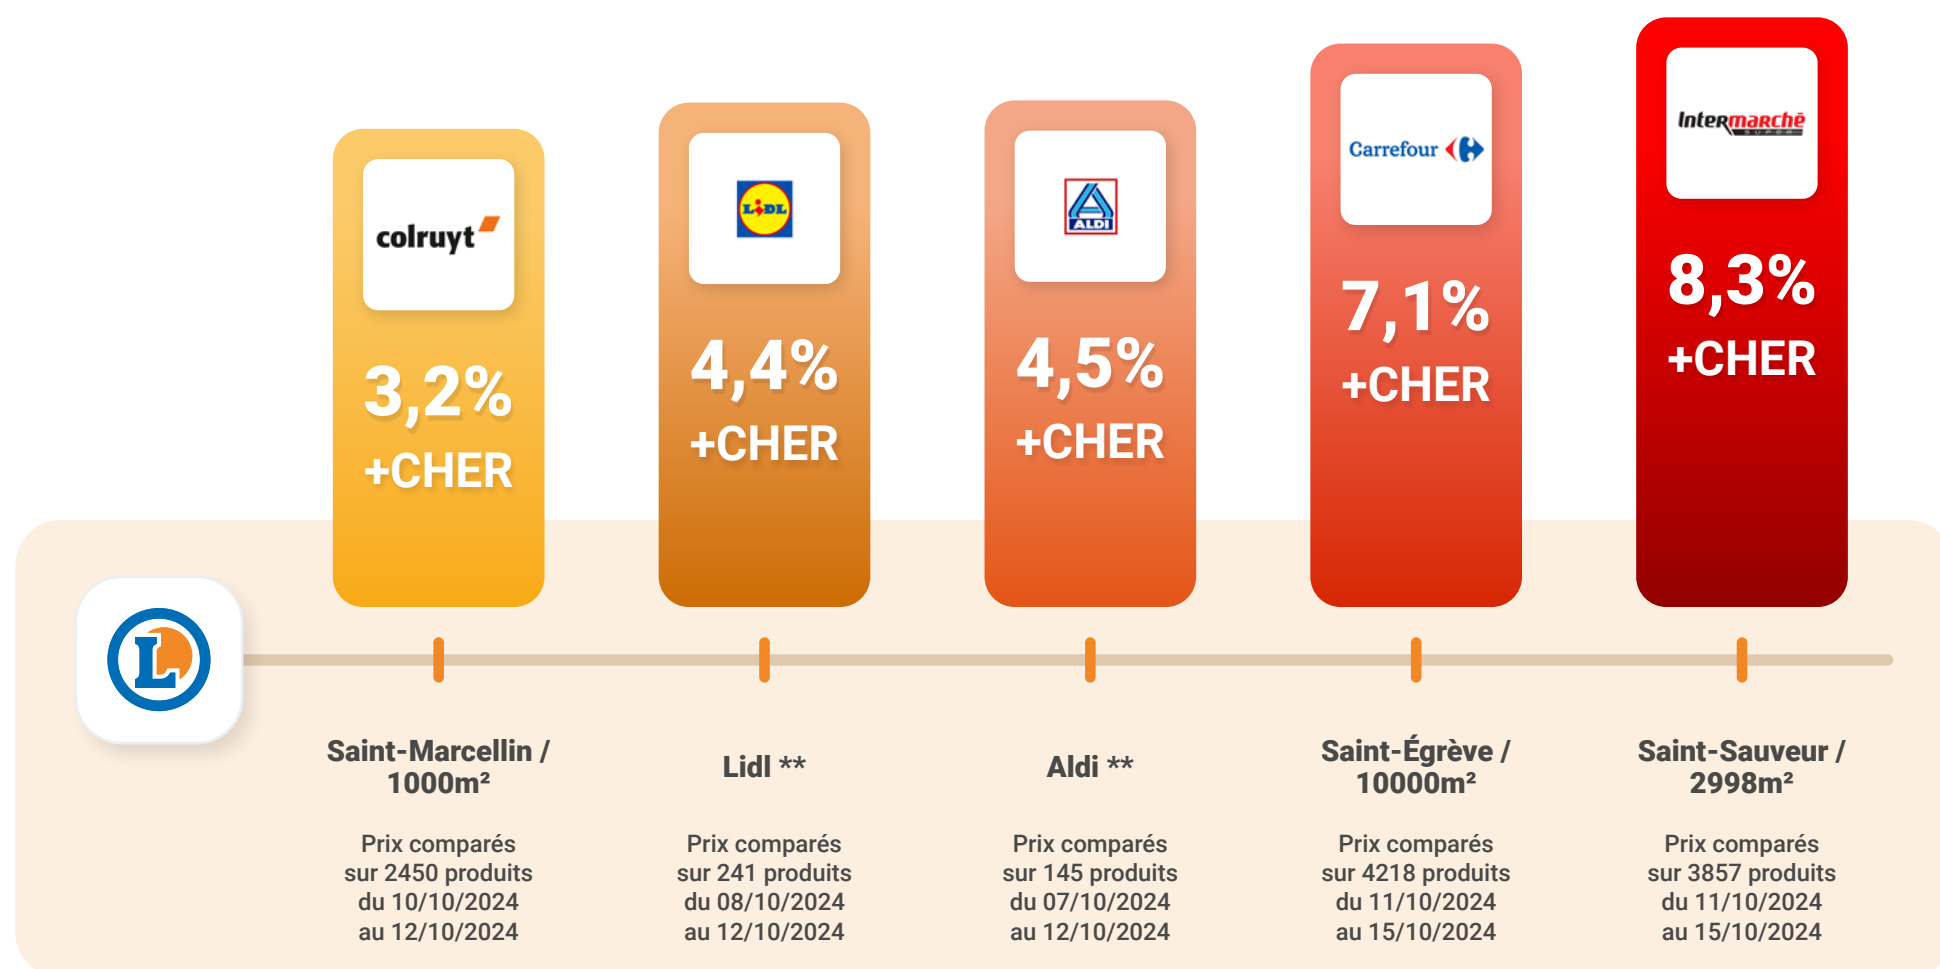 colruyt
3,2%
+CHER
LIDL
4,4%
+CHER
ALDI
4,5%
+CHER
Carrefour
7,1%
+CHER
Intermarchē
SUPER
8,3%
+CHER
L
Saint-Marcellin /
1000m²
Prix comparés
sur 2450 produits
du 10/10/2024
au 12/10/2024
Lidl **
Prix comparés
sur 241 produits
du 08/10/2024
au 12/10/2024
Aldi **
Prix comparés
sur 145 produits
du 07/10/2024
au 12/10/2024
Saint-Égrève /
10000m²
Prix comparés
sur 4218 produits
du 11/10/2024
au 15/10/2024
Saint-Sauveur /
2998m²
Prix comparés
sur 3857 produits
du 11/10/2024
au 15/10/2024